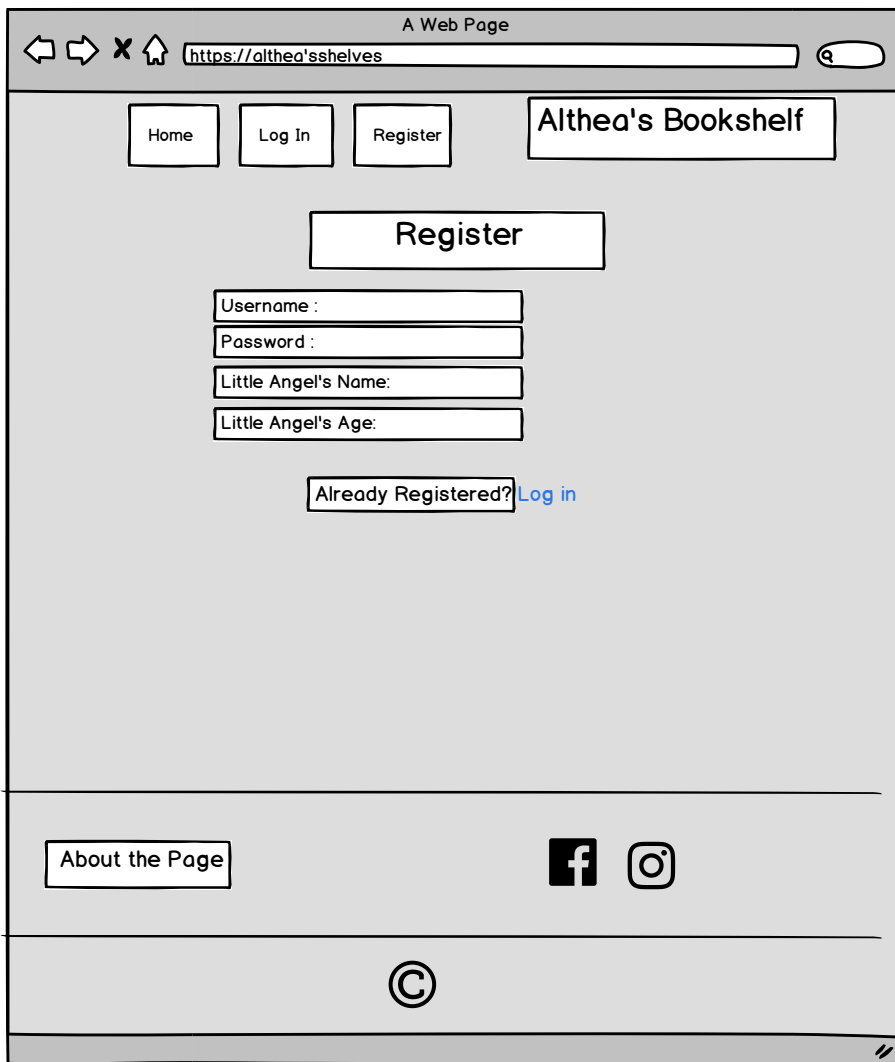 A Web Page
https://althea'sshelves
Home
Log In
Register
Althea's Bookshelf
Register
Username :
Password :
Little Angel's Name:
Little Angel's Age:
Already Registered? Log in
About the Page
©